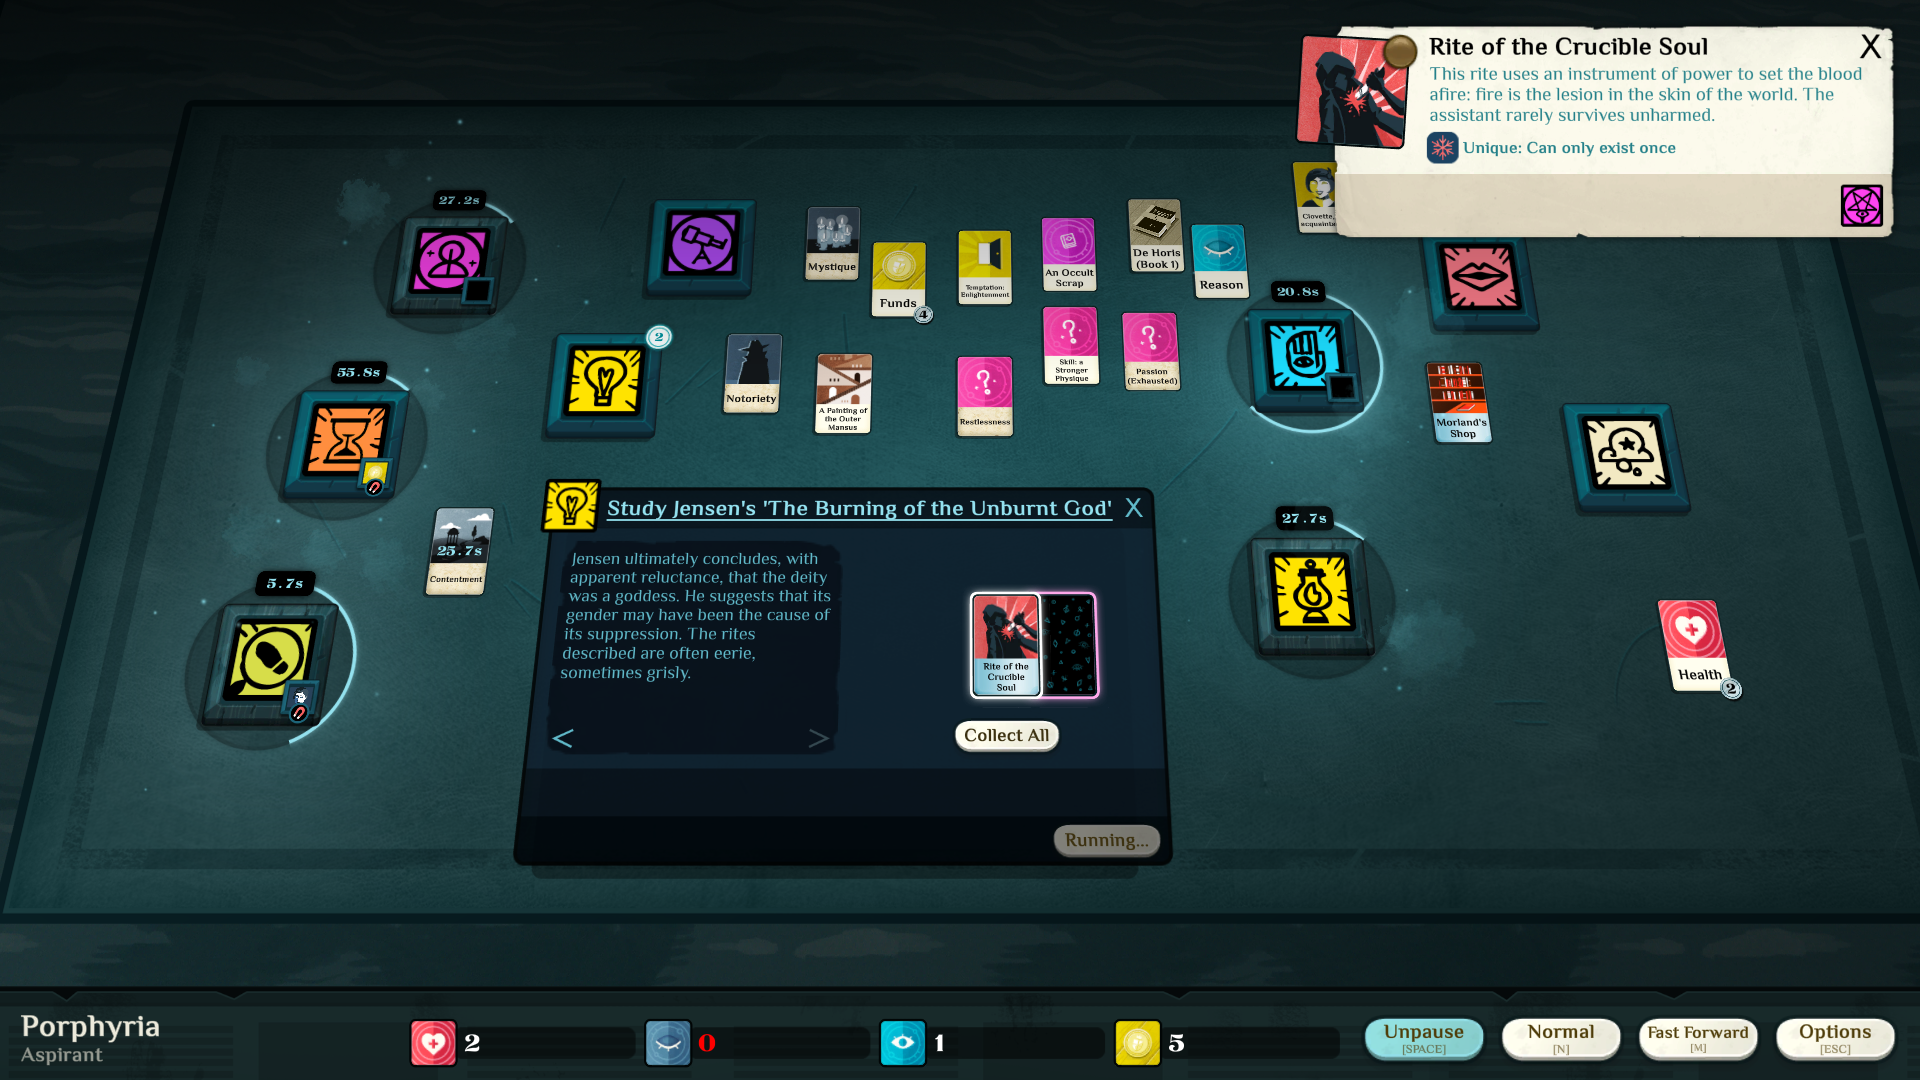 Rite of the Crucible Soul
X
This rite uses an instrument of power to set the blood
afire: fire is the lesion in the skin of the world. The
assistant rarely survives unharmed.
Unique: Can only exist once
27.2s
Mystique
Funds
4
Temptation:
Enlightenment
An Occult
Scrap
De Horis
(Book 1)
Reason
Clovette,
20.8s
55.8s
2
Notoriety
A Painting of
the Outer
Mansus
Restlessness
Skill: a
Stronger
Physique
Passion
(Exhausted)
Morland's
Shop
25.7s
Contentment
5.7s
27.7s
Health
2
Study Jensen's 'The Burning of the Unburnt God'
X
Jensen ultimately concludes, with
apparent reluctance, that the deity
was a goddess. He suggests that its
gender may have been the cause of
its suppression. The rites
described are often eerie,
sometimes grisly.
<
>
Rite of the
Crucible
Soul
Collect All
Running...
Porphyria
Aspirant
2
0
1
5
Unpause
[SPACE]
Normal
[N]
Fast Forward
[M]
Options
[ESC]